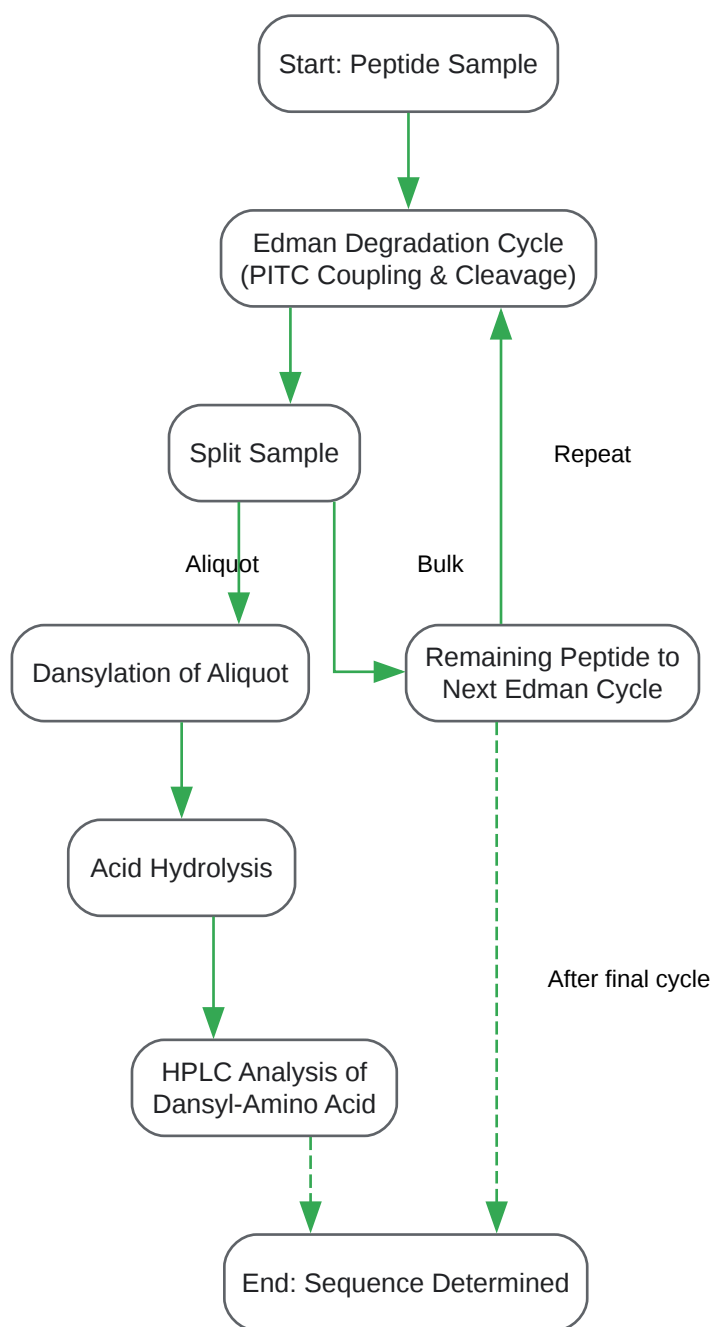 Start: Peptide Sample
Edman Degradation Cycle
(PITC Coupling & Cleavage)
Split Sample
Repeat
Aliquot
Bulk
Dansylation of Aliquot
Remaining Peptide to
Next Edman Cycle
Acid Hydrolysis
After final cycle
HPLC Analysis of
Dansyl-Amino Acid
End: Sequence Determined